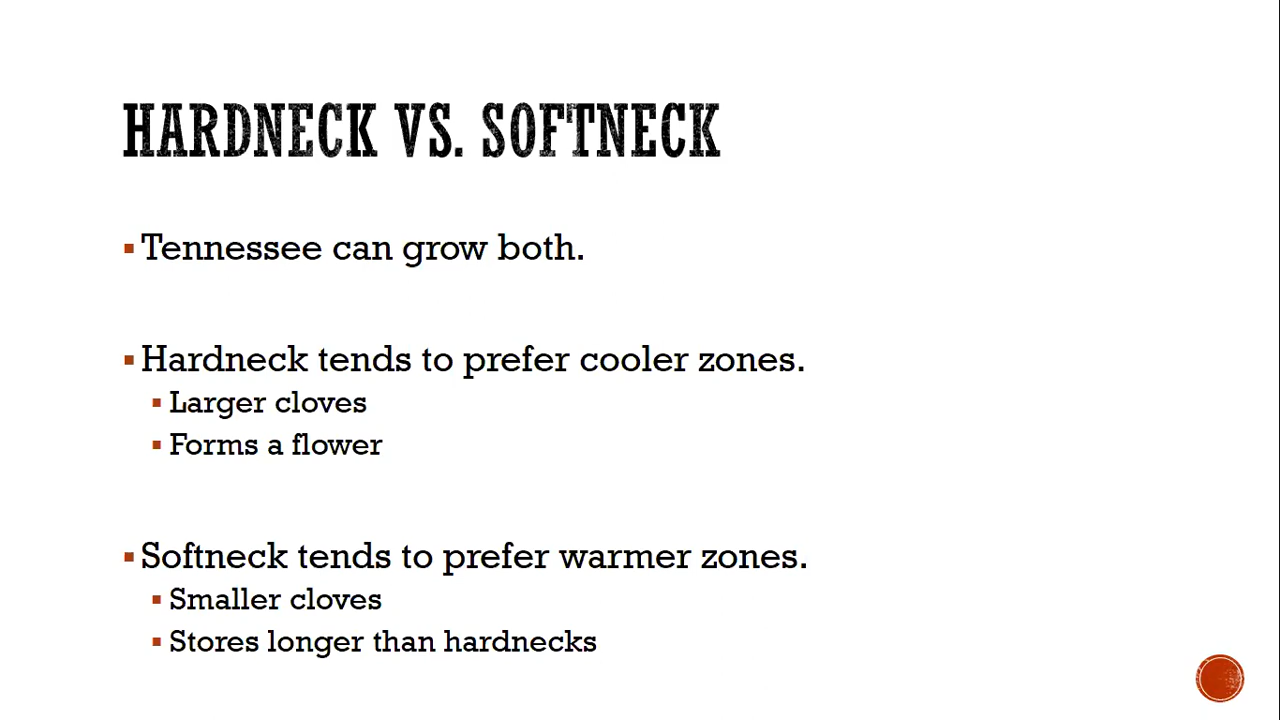 HARDNECK VS. SOFTNECK
Tennessee can grow both.
Hardneck tends to prefer cooler zones.
Larger cloves
Forms a flower
Softneck tends to prefer warmer zones.
Smaller cloves
Stores longer than hardnecks